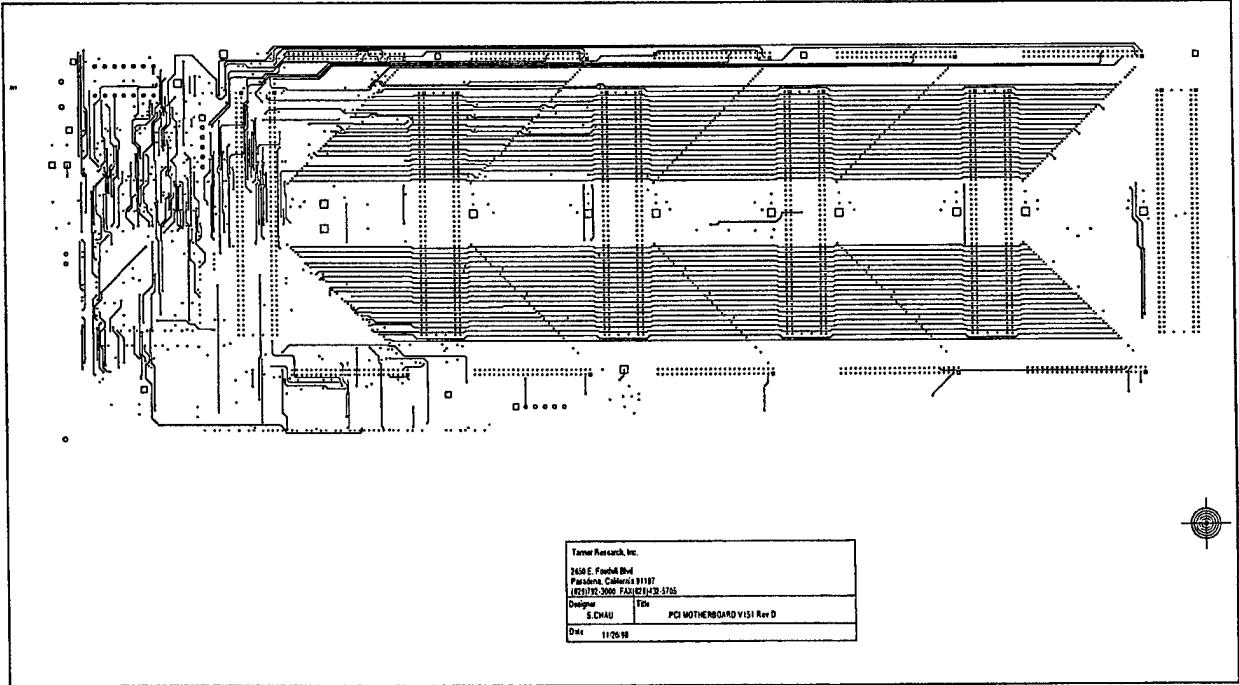 Tanner Research, Inc.
2650 E. Foothill Blvd
Pasadena, California 91107
Designer
S.CHAU
Title
PCI MOTHERBOARD V151 Rev D
Date